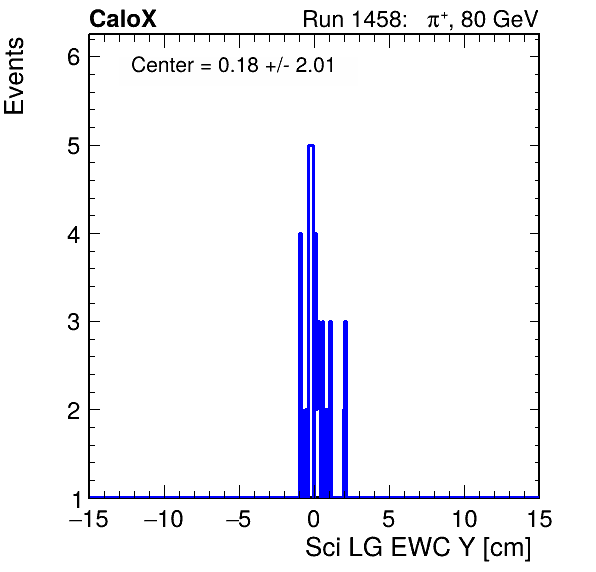 CaloX Run 1458: π+, 80 GeV
Center = 0.18 +/- 2.01
Events
6
5
4
3
2
1
−15 −10 −5 0 5 10 15
Sci LG EWC Y [cm]